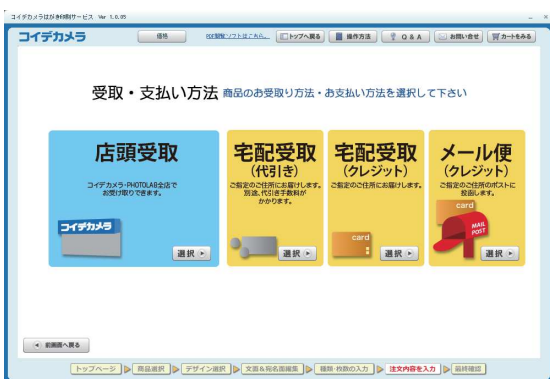 コイデカメラはがき印刷サービス Ver 1.0.05
コイデカメラ
価格
PDF閲覧ソフトはこちら。
トップへ戻る
操作方法
Q & A
お問い合せ
カートをみる
受取・支払い方法 商品のお受取り方法・お支払い方法を選択して下さい
店頭受取
コイデカメラ・PHOTOLAB全店で
お受け取りできます。
コイデカメラ
選択
宅配受取
(代引き)
ご指定のご住所にお届けします。
別途、代引き手数料が
かかります。
選択
宅配受取
(クレジット)
ご指定のご住所にお届けします。
card
選択
メール便
(クレジット)
ご指定のご住所のポストに
投函します。
card
MAIL
POST
選択
前画面へ戻る
トップページ
商品選択
デザイン選択
文面&宛名面編集
種類・枚数の入力
注文内容を入力
最終確認